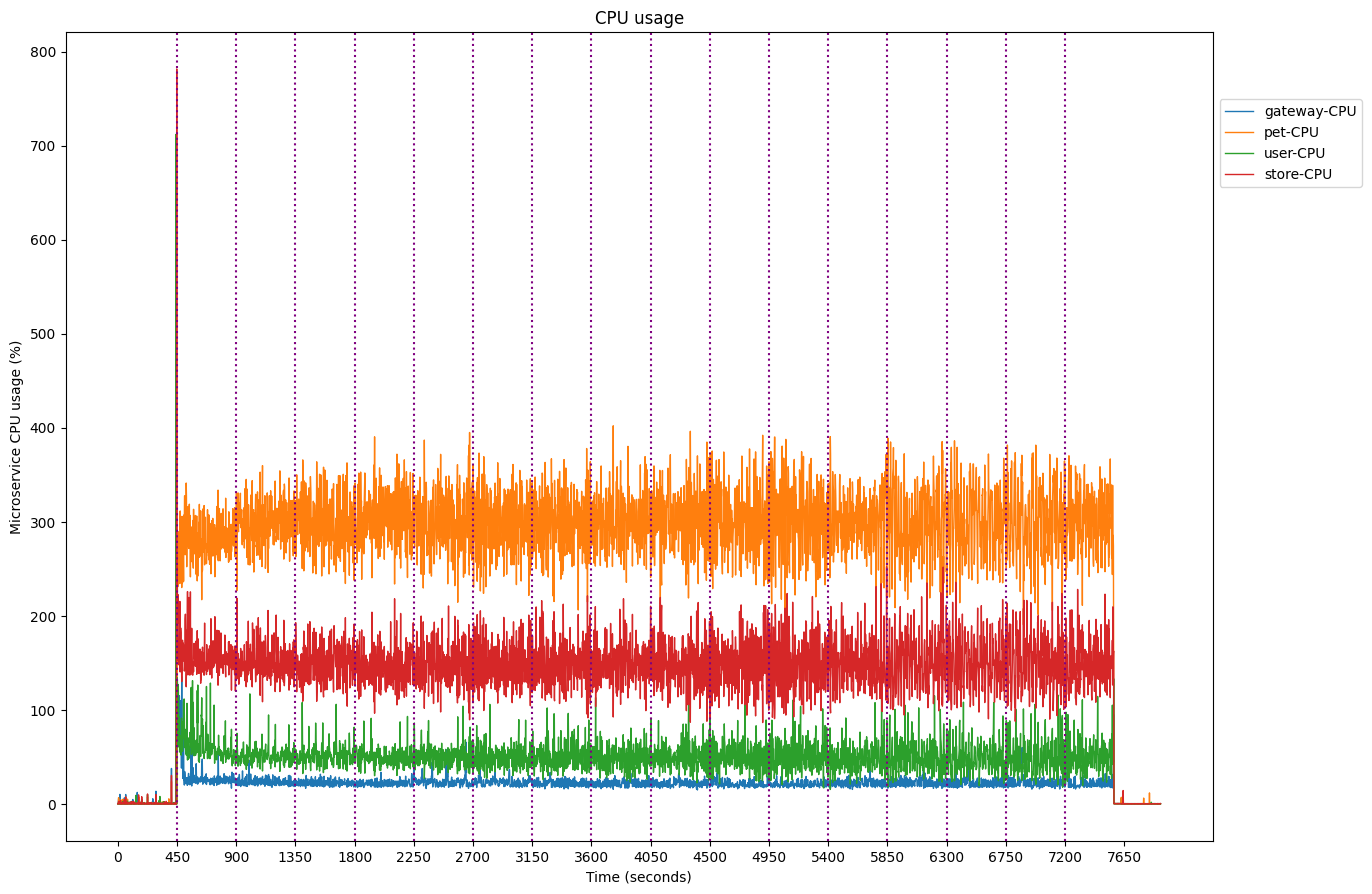 CPU usage
800
700
600
500
400
300
200
100
0
Microservice CPU usage (%)
gateway-CPU
pet-CPU
user-CPU
store-CPU
0 450 900 1350 1800 2250 2700 3150 3600 4050 4500 4950 5400 5850 6300 6750 7200 7650
Time (seconds)